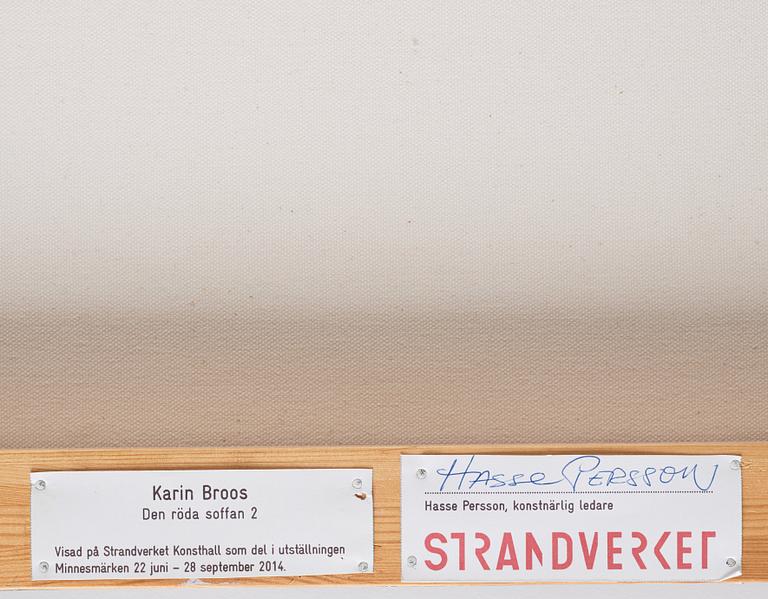 Karin Broos
Den röda soffan 2
Visad på Strandverket Konsthall som del i utställningen
Minnesmärken 22 juni – 28 september 2014.
HASSE PERSSON
Hasse Persson, konstnärlig ledare
STRANDVERKET